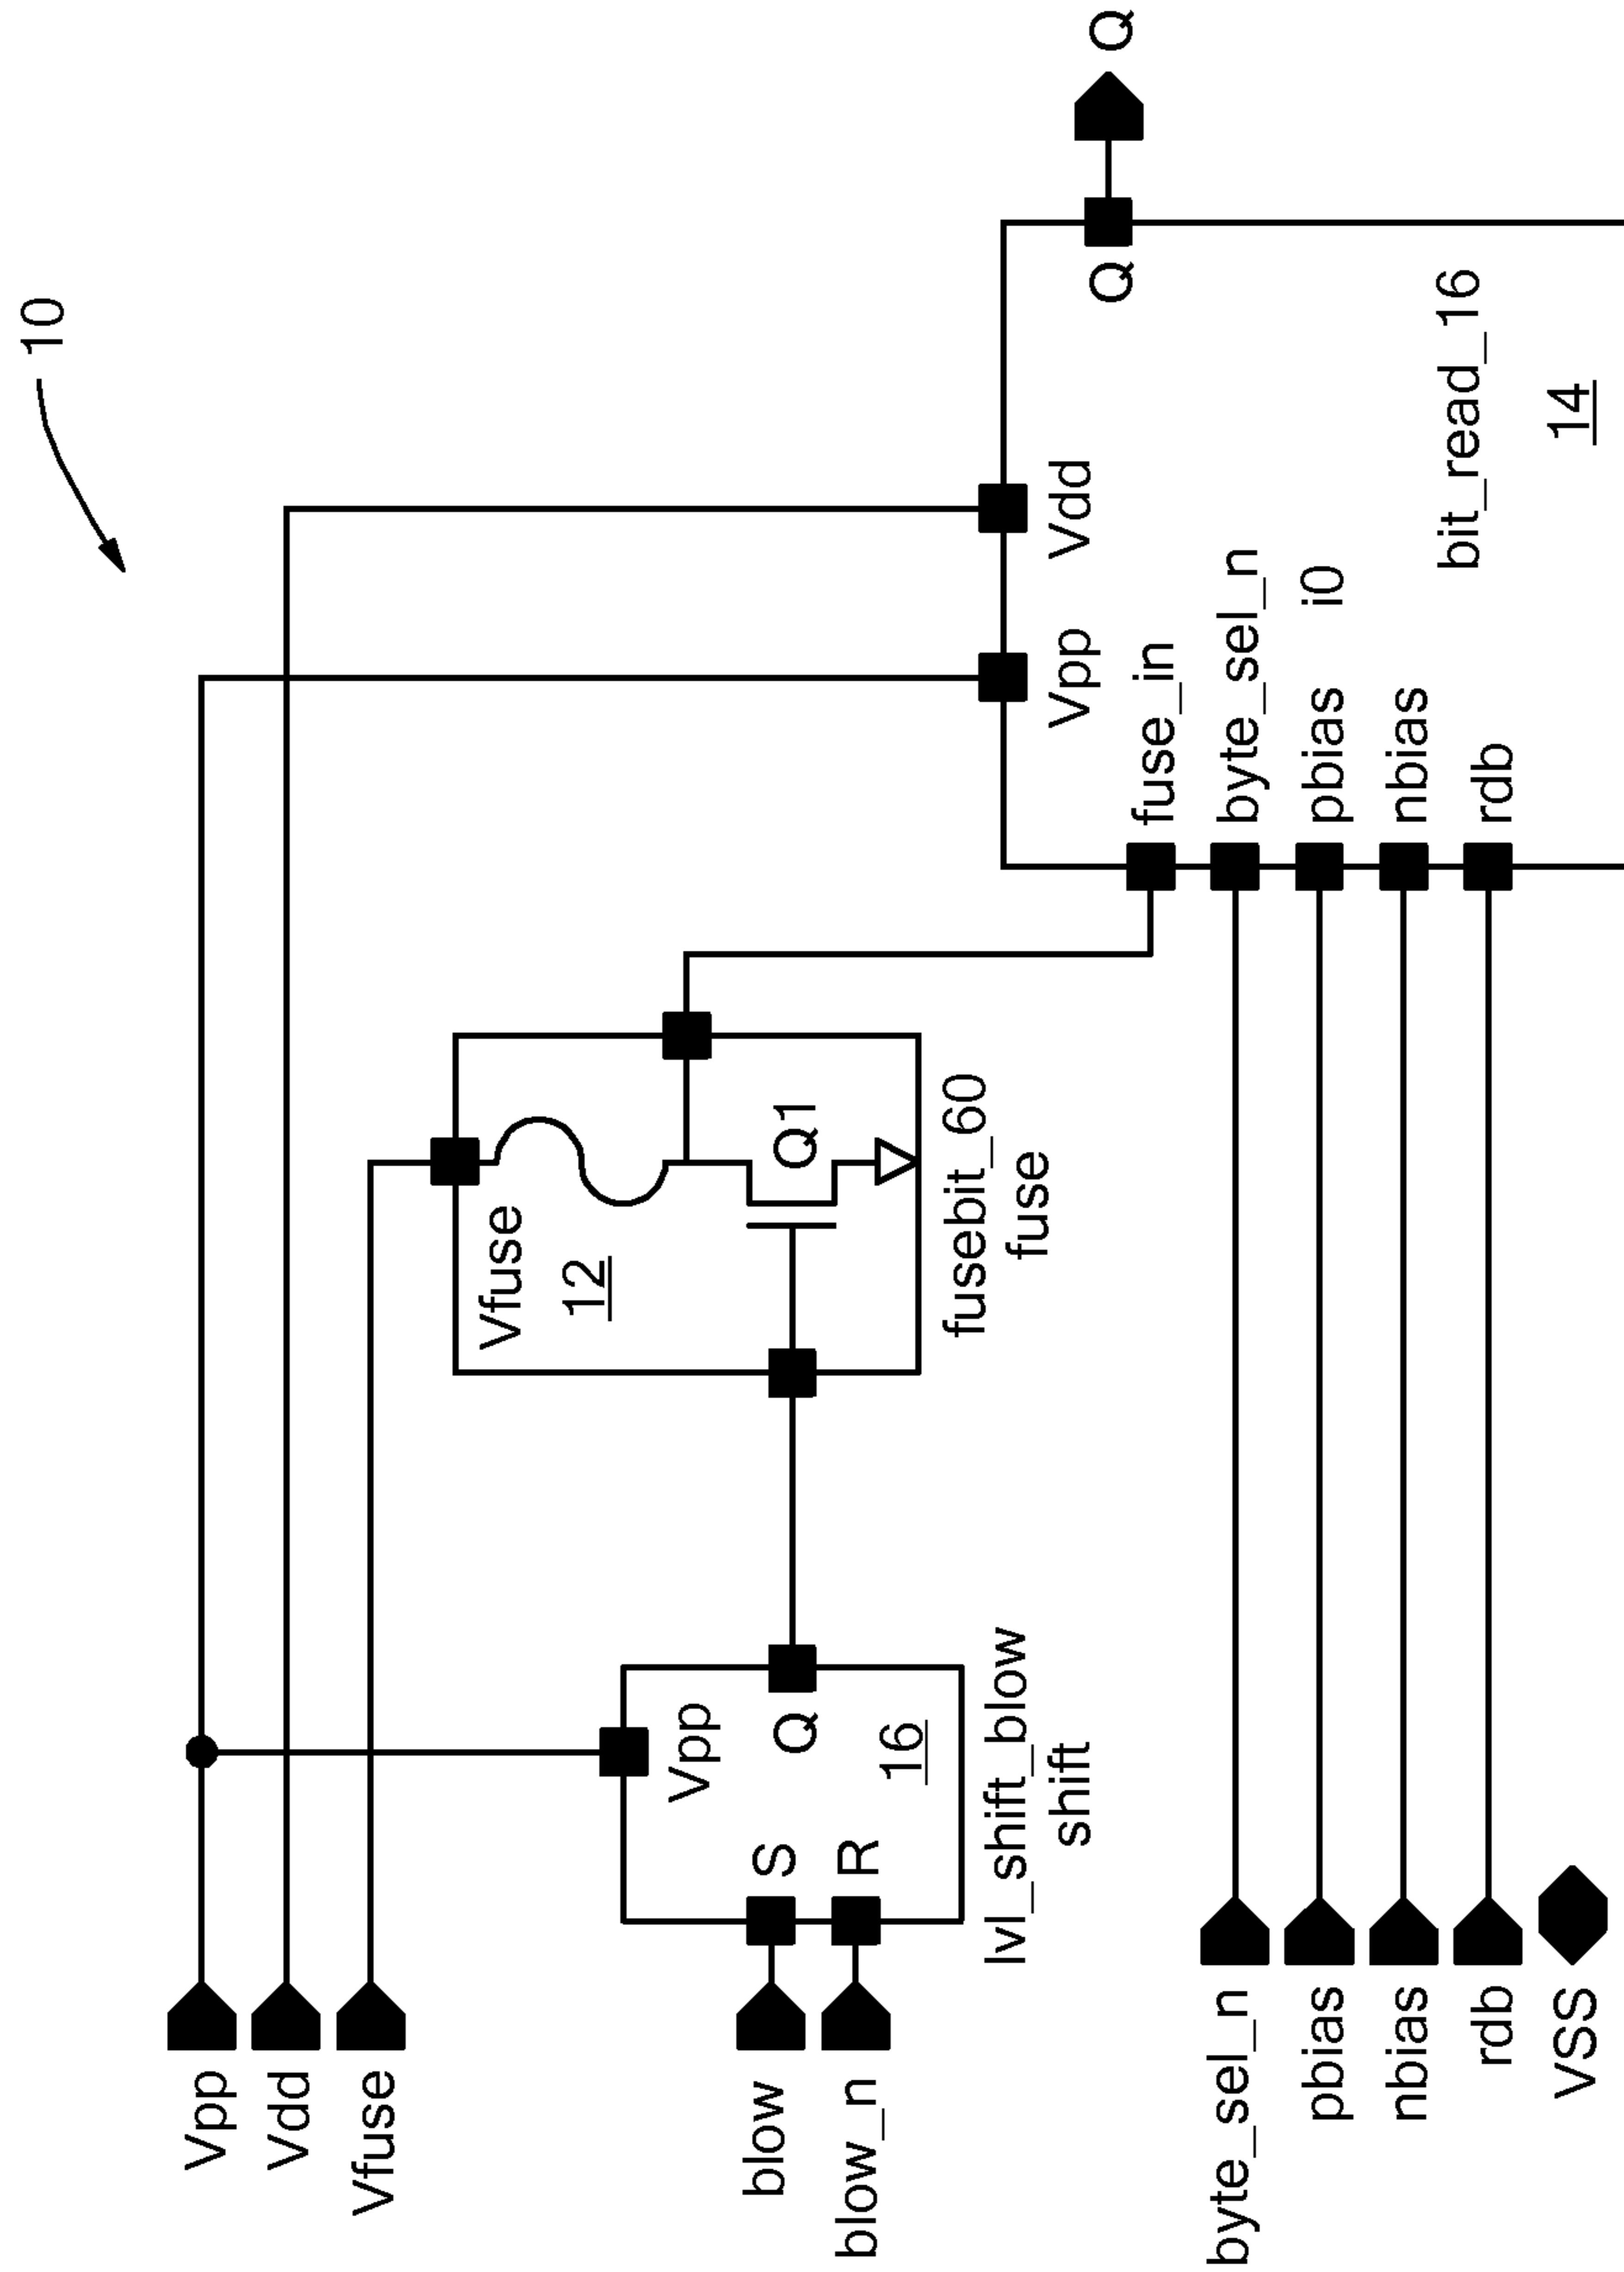 10
Vpp
Vdd
Vfuse
Vfuse
12
Q1
fusebit_60
fuse
blow
blow_n
S
R
Vpp
Q
16
lvl_shift_blow
shift
Vpp
Vdd
Q
Q
fuse_in
byte_sel_n
byte_sel_n
pbias
pbias
i0
nbias
nbias
bit_read_16
rdb
rdb
14
VSS